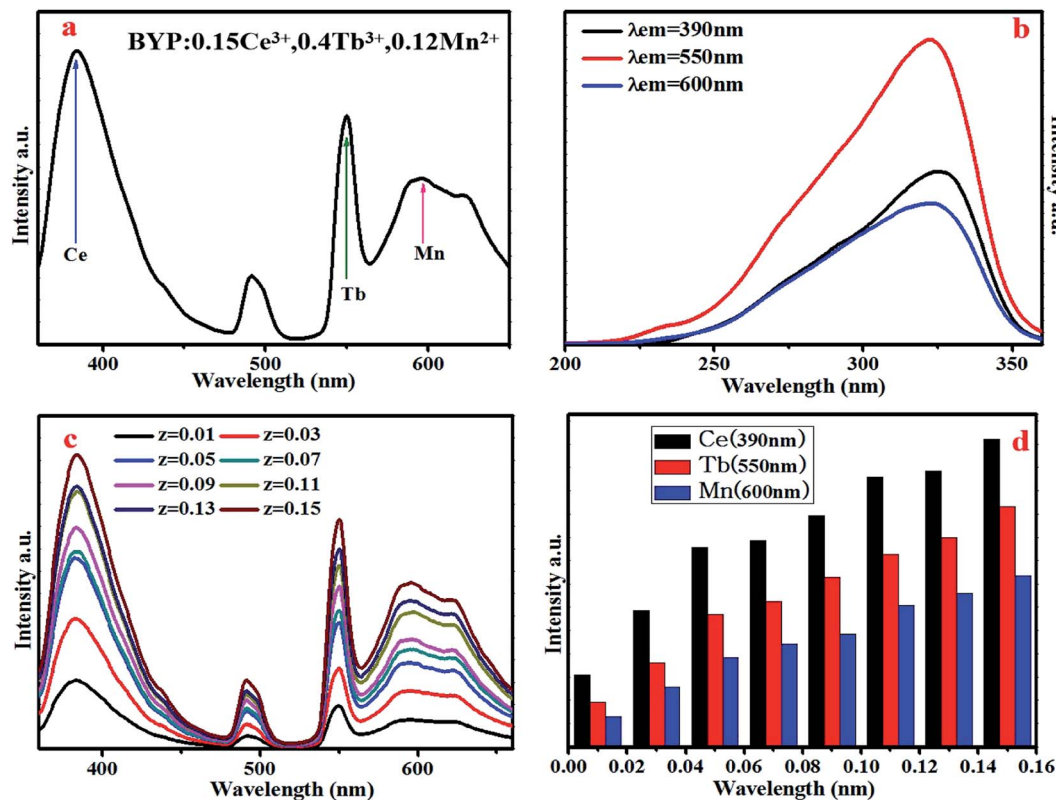 a
BYP:0.15Ce³⁺,0.4Tb³⁺,0.12Mn²⁺
Ce
Tb
Mn
Intensity a.u.
400
500
600
Wavelength (nm)
b
λem=390nm
λem=550nm
λem=600nm
200
250
300
350
Wavelength (nm)
c
z=0.01 z=0.03
z=0.05 z=0.07
z=0.09 z=0.11
z=0.13 z=0.15
Intensity a.u.
400
500
600
Wavelength (nm)
d
Ce(390nm)
Tb(550nm)
Mn(600nm)
Intensity a.u.
0.00 0.02 0.04 0.06 0.08 0.10 0.12 0.14 0.16
Wavelength (nm)